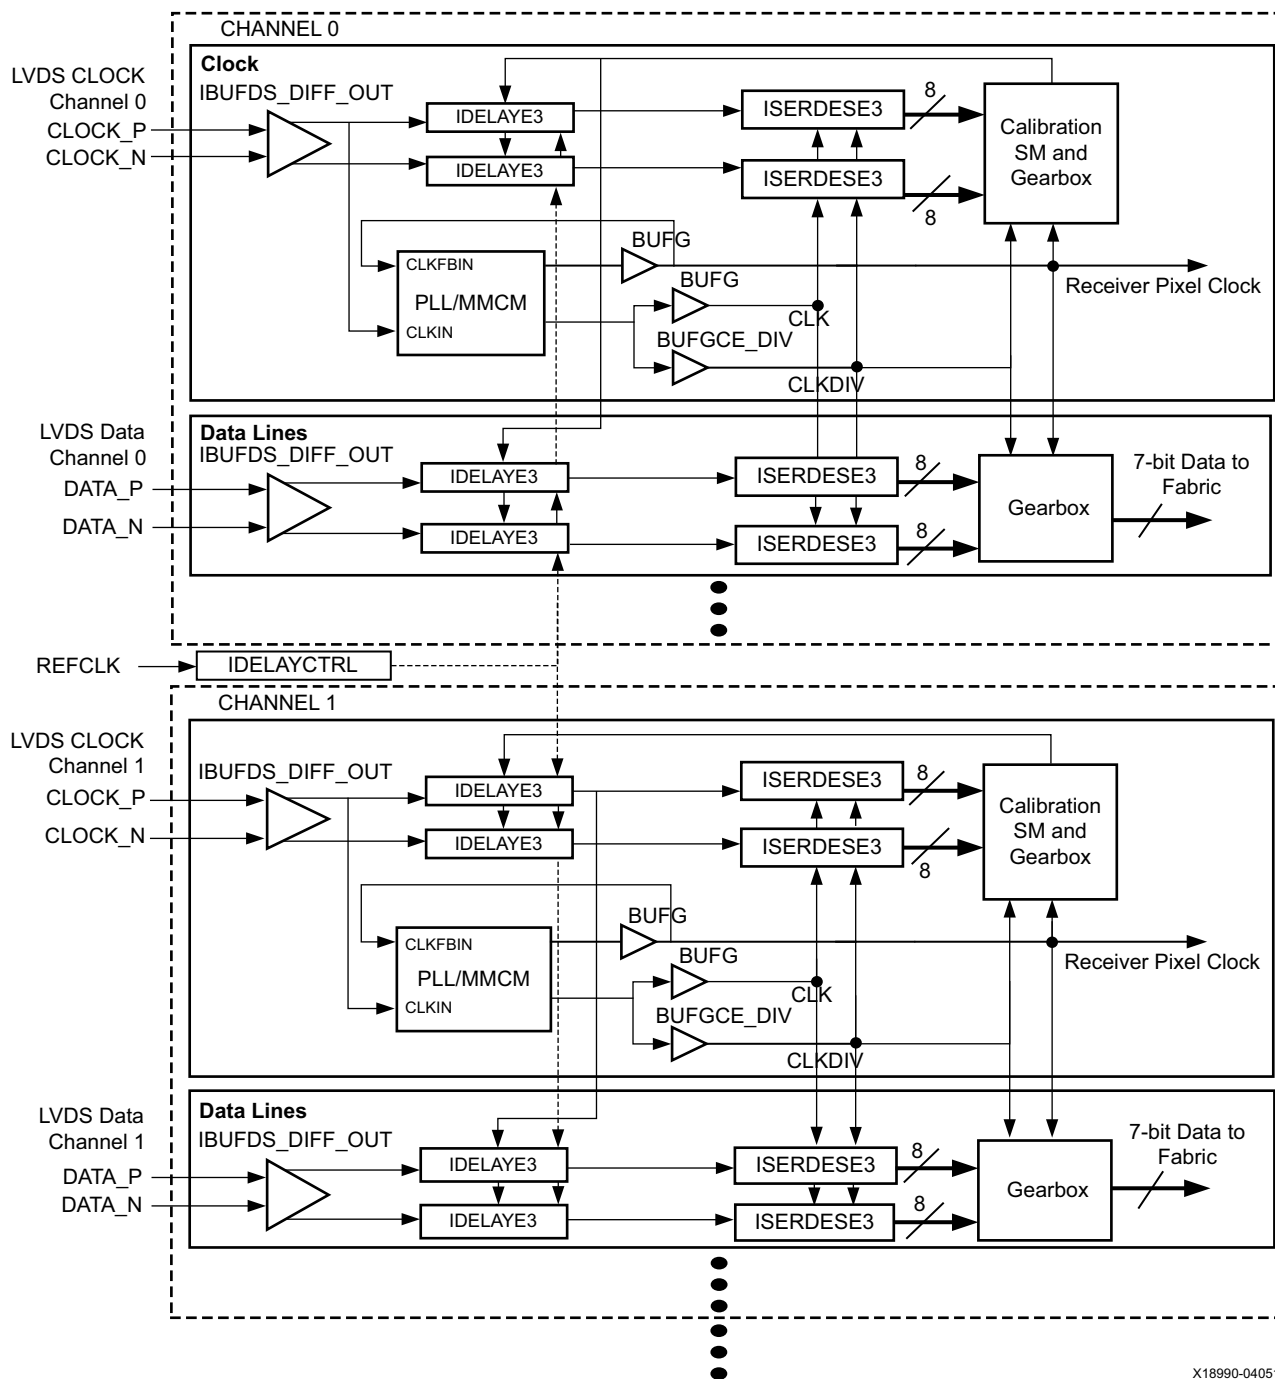 CHANNEL 0
Clock
LVDS CLOCK
Channel 0
IBUFDS_DIFF_OUT
CLOCK_P
CLOCK_N
IDELAYE3
IDELAYE3
ISERDESE3
ISERDESE3
8
8
Calibration
SM and
Gearbox
BUFG
CLKFBIN
PLL/MMCM
CLKIN
BUFG
CLK
BUFGCE_DIV
CLKDIV
Receiver Pixel Clock
LVDS Data
Channel 0
Data Lines
IBUFDS_DIFF_OUT
DATA_P
DATA_N
IDELAYE3
IDELAYE3
ISERDESE3
ISERDESE3
8
8
Gearbox
7-bit Data to
Fabric
REFCLK
IDELAYCTRL
CHANNEL 1
LVDS CLOCK
Channel 1
IBUFDS_DIFF_OUT
CLOCK_P
CLOCK_N
IDELAYE3
IDELAYE3
ISERDESE3
ISERDESE3
8
8
Calibration
SM and
Gearbox
BUFG
CLKFBIN
PLL/MMCM
CLKIN
BUFG
CLK
BUFGCE_DIV
CLKDIV
Receiver Pixel Clock
LVDS Data
Channel 1
Data Lines
IBUFDS_DIFF_OUT
DATA_P
DATA_N
IDELAYE3
IDELAYE3
ISERDESE3
ISERDESE3
8
8
Gearbox
7-bit Data to
Fabric